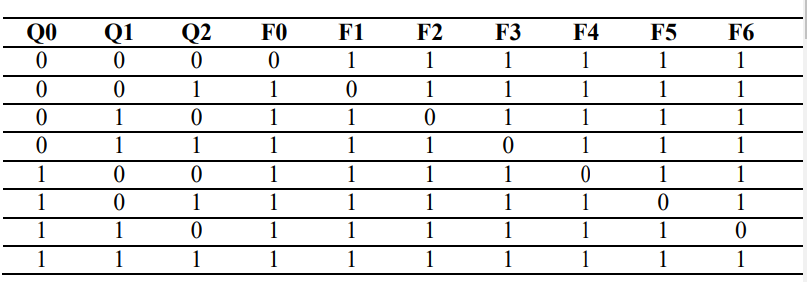 Q0 Q1 Q2 F0 F1 F2 F3 F4 F5 F6
0 0 0 0 1 1 1 1 1 1
0 0 1 1 0 1 1 1 1 1
0 1 0 1 1 0 1 1 1 1
0 1 1 1 1 1 0 1 1 1
1 0 0 1 1 1 1 0 1 1
1 0 1 1 1 1 1 1 0 1
1 1 0 1 1 1 1 1 1 0
1 1 1 1 1 1 1 1 1 1